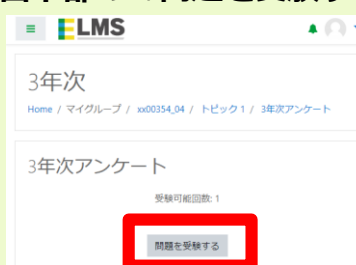 ELMS
3年次
Home / マイグループ / xx00354_04 / トピック 1 / 3年次アンケート
3年次アンケート
受験可能回数: 1
問題を受験する